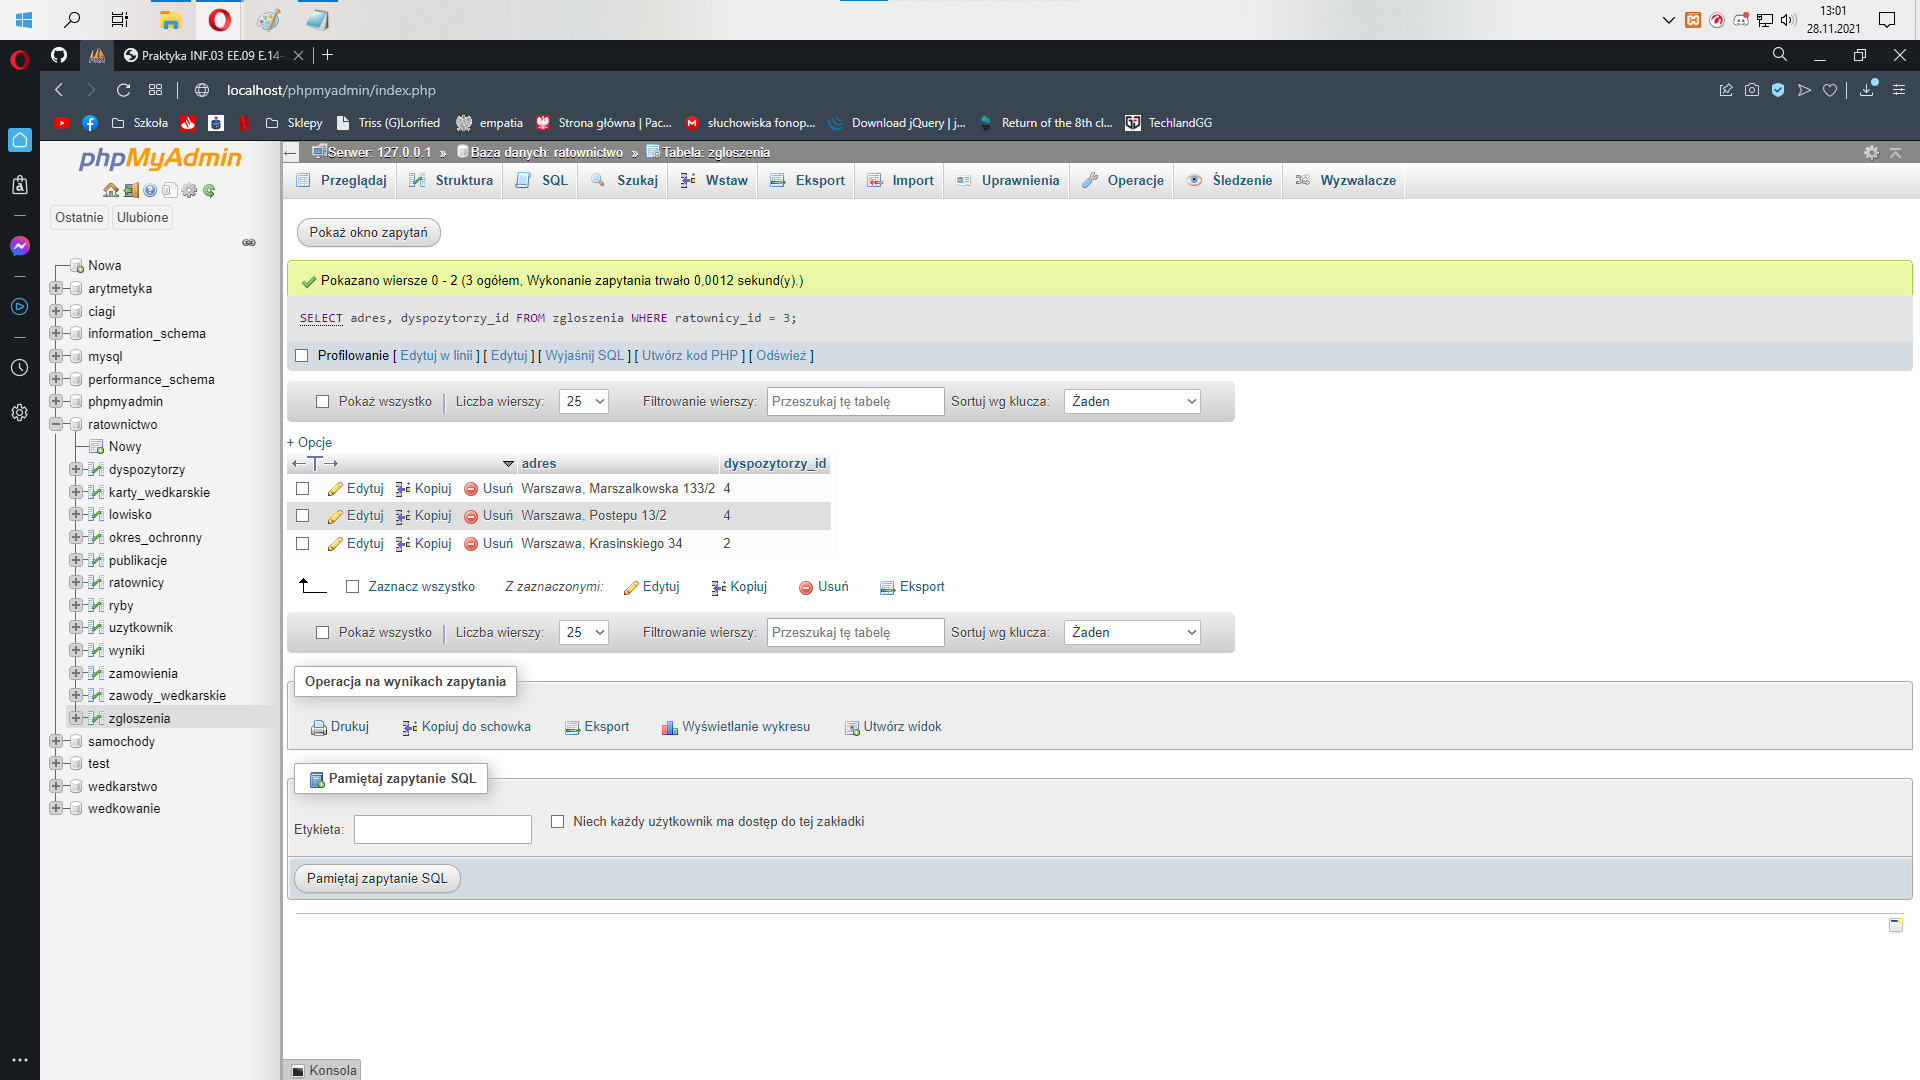 13:01
28.11.2021
Praktyka INF.03 EE.09 E.14-
localhost/phpmyadmin/index.php
Szkoła
Sklepy
Triss (G)Lorified
empatia
Strona główna | Pac...
słuchowiska fonop...
Download jQuery | j...
Return of the 8th cl...
TechlandGG
phpMyAdmin
Serwer: 127.0.0.1 » Baza danych: ratownictwo » Tabela: zgloszenia
Przeglądaj
Struktura
SQL
Szukaj
Wstaw
Eksport
Import
Uprawnienia
Operacje
Śledzenie
Wyzwalacze
Ostatnie
Ulubione
Nowa
arytmetyka
ciagi
information_schema
mysql
performance_schema
phpmyadmin
ratownictwo
Nowy
dyspozytorzy
karty_wedkarskie
lowisko
okres_ochronny
publikacje
ratownicy
ryby
uzytkownik
wyniki
zamowienia
zawody_wedkarskie
zgloszenia
samochody
test
wedkarstwo
wedkowanie
Pokaż okno zapytań
Pokazano wiersze 0 - 2 (3 ogółem, Wykonanie zapytania trwało 0,0012 sekund(y).)
SELECT adres, dyspozytorzy_id FROM zgloszenia WHERE ratownicy_id = 3;
Profilowanie [ Edytuj w linii ] [ Edytuj ] [ Wyjaśnij SQL ] [ Utwórz kod PHP ] [ Odśwież ]
Pokaż wszystko | Liczba wierszy: 25 Filtrowanie wierszy: Przeszukaj tę tabelę Sortuj wg klucza: Żaden
+ Opcje
adres dyspozytorzy_id
Edytuj Kopiuj Usuń Warszawa, Marszalkowska 133/2 4
Edytuj Kopiuj Usuń Warszawa, Postepu 13/2 4
Edytuj Kopiuj Usuń Warszawa, Krasinskiego 34 2
Zaznacz wszystko Z zaznaczonymi: Edytuj Kopiuj Usuń Eksport
Pokaż wszystko | Liczba wierszy: 25 Filtrowanie wierszy: Przeszukaj tę tabelę Sortuj wg klucza: Żaden
Operacja na wynikach zapytania
Drukuj Kopiuj do schowka Eksport Wyświetlanie wykresu Utwórz widok
Pamiętaj zapytanie SQL
Etykieta:
Niech każdy użytkownik ma dostęp do tej zakładki
Pamiętaj zapytanie SQL
Konsola